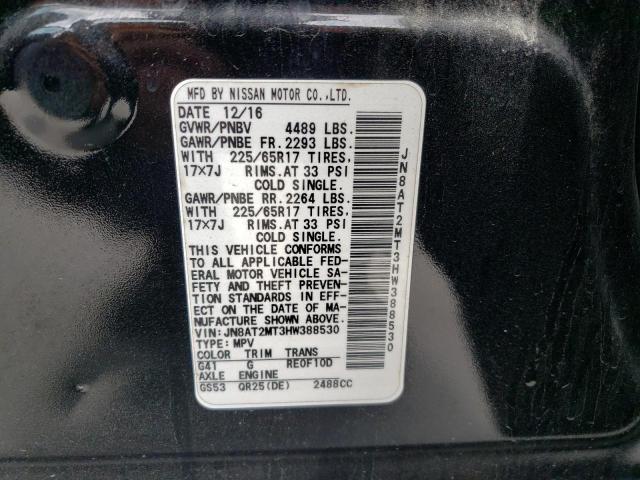 MFD BY NISSAN MOTOR CO.,LTD.
DATE 12/16
GVWR/PNBV 4489 LBS.
GAWR/PNBE FR. 2293 LBS.
WITH 225/65R17 TIRES,
17×7J RIMS.AT 33 PSI
COLD SINGLE.
GAWR/PNBE RR. 2264 LBS.
WITH 225/65R17 TIRES,
17×7J RIMS.AT 33 PSI
COLD SINGLE.
THIS VEHICLE CONFORMS
TO ALL APPLICABLE FED-
ERAL MOTOR VEHICLE SA-
FETY AND THEFT PREVEN-
TION STANDARDS IN EFF-
ECT ON THE DATE OF MA-
NUFACTURE SHOWN ABOVE.
VIN: JN8AT2MT3HW388530
TYPE: MPV
COLOR TRIM TRANS
G41 G RE0F10D
AXLE ENGINE
GS53 QR25(DE) 2488CC
JN8AT2MT3HW388530